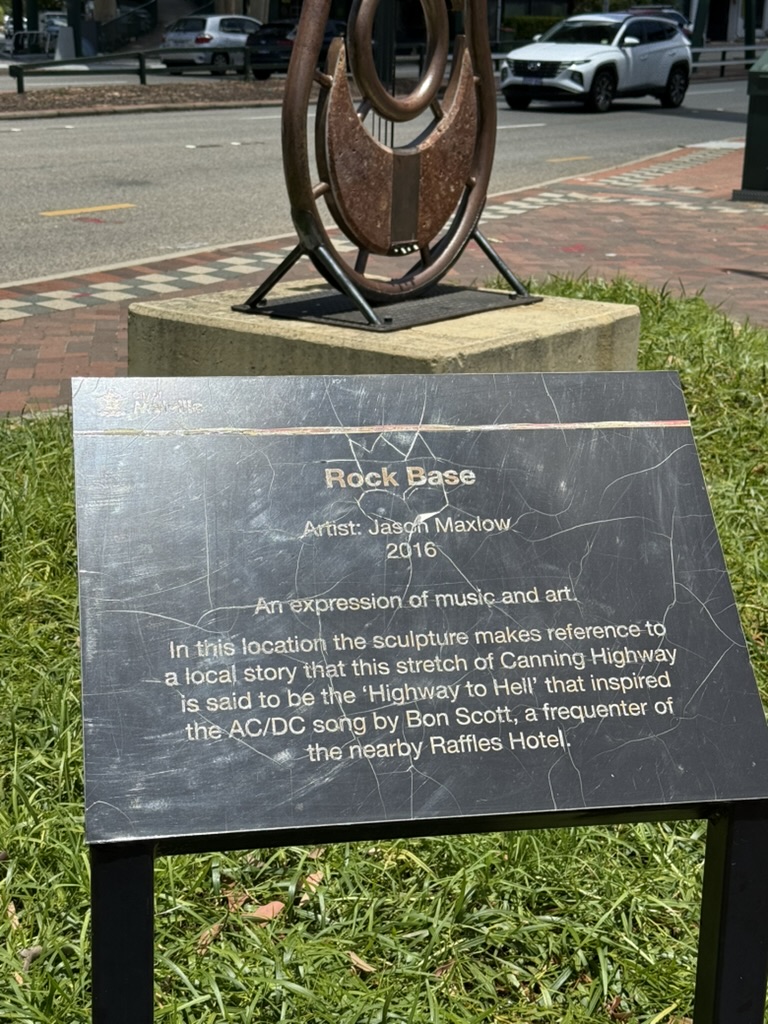 Rock Base
Artist: Jason Maxlow
2016
An expression of music and art.
In this location the sculpture makes reference to
a local story that this stretch of Canning Highway
is said to be the 'Highway to Hell' that inspired
the AC/DC song by Bon Scott, a frequenter of
the nearby Raffles Hotel.